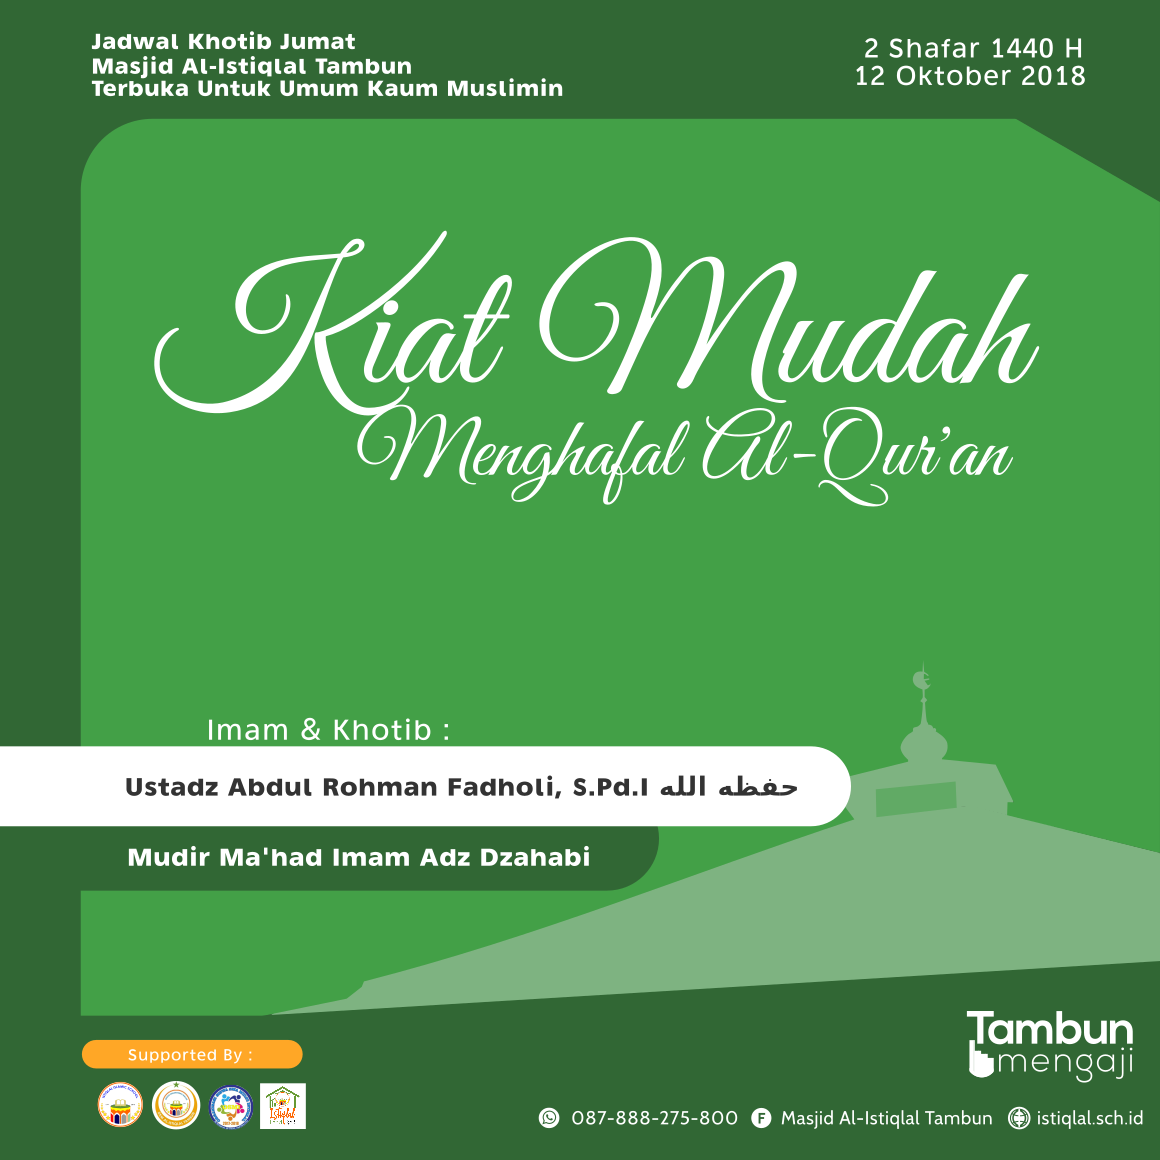 Jadwal Khotib Jumat
Masjid Al-Istiqlal Tambun
Terbuka Untuk Umum Kaum Muslimin
2 Shafar 1440 H
12 Oktober 2018
Kiat Mudah
Menghafal Al-Qur'an
Imam & Khotib :
Ustadz Abdul Rohman Fadholi, S.Pd.I حفظه الله
Mudir Ma'had Imam Adz Dzahabi
Supported By :
Istiqlal
Tambun
mengaji
087-888-275-800
Masjid Al-Istiqlal Tambun
istiqlal.sch.id